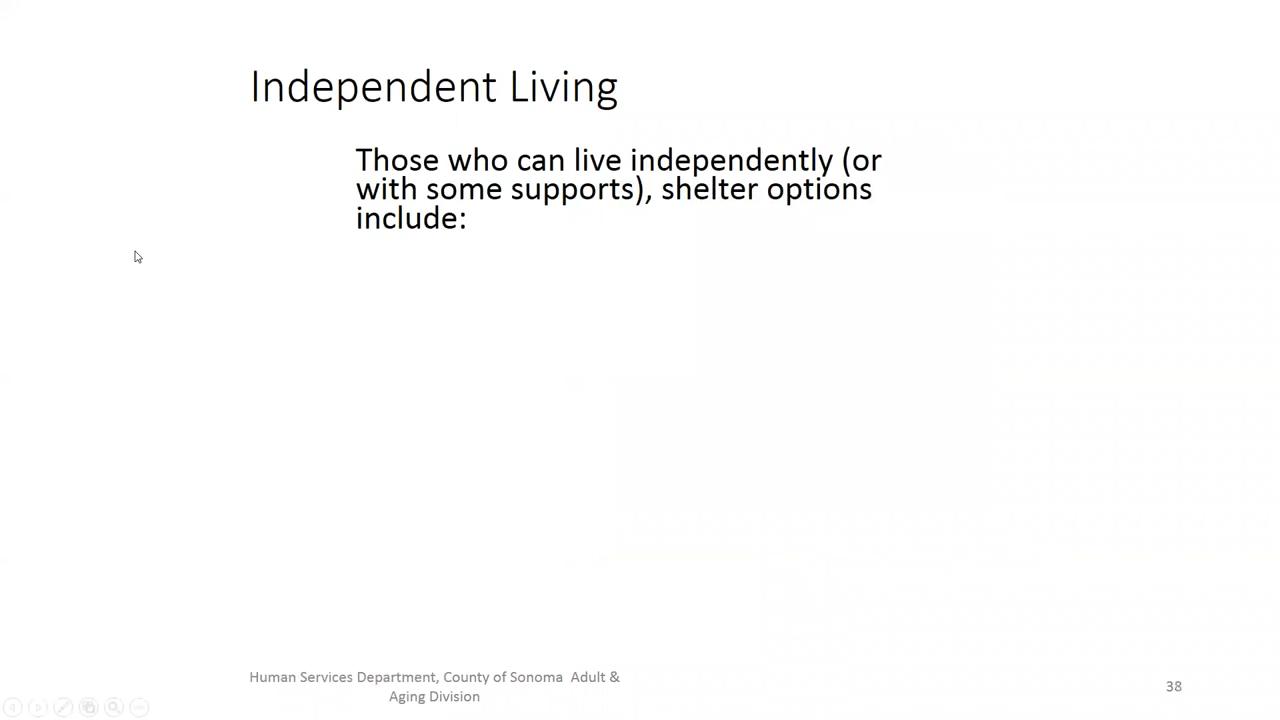 Independent Living
Those who can live independently (or
with some supports), shelter options
include:
Human Services Department, County of Sonoma  Adult &
Aging Division
38